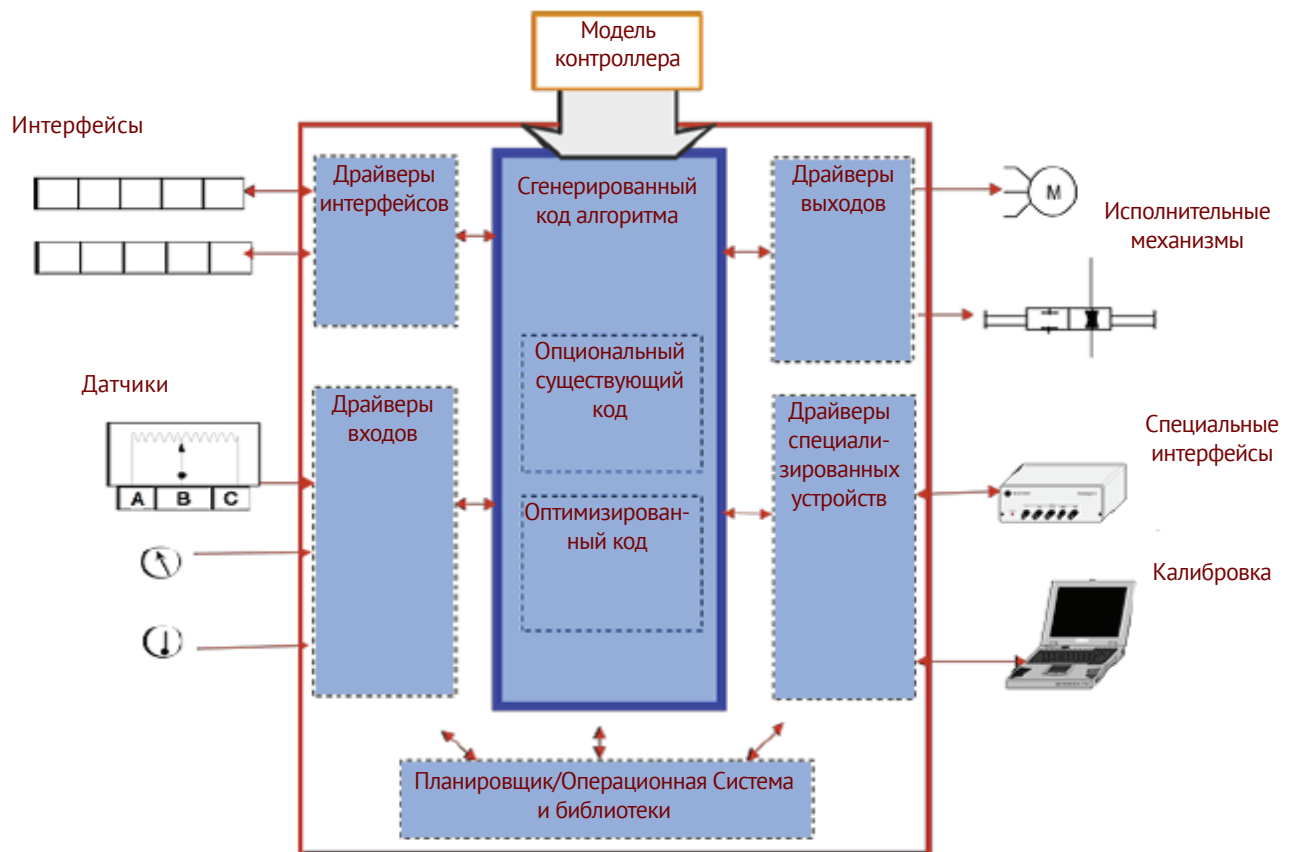 Модель
контроллера
Интерфейсы
Драйверы
интерфейсов
Сгенерированный
код алгоритма
Драйверы
выходов
M
Исполнительные
механизмы
Опциональный
существующий
код
Датчики
A B C
Драйверы
входов
Драйверы
специали-
зированных
устройств
Специальные
интерфейсы
Оптимизирован-
ный код
Калибровка
Планировщик/Операционная Система
и библиотеки